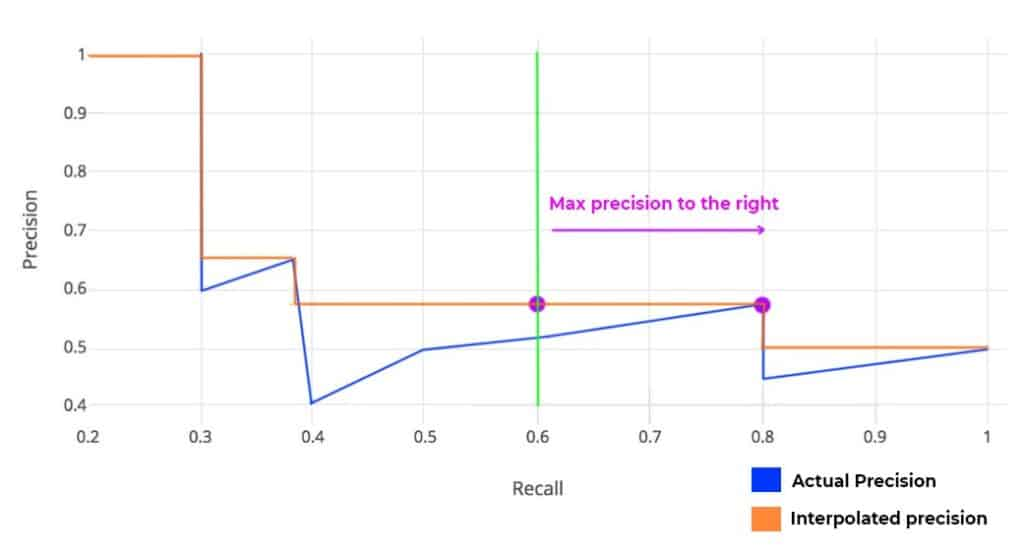 1
0.9
0.8
Max precision to the right
0.7
Precision
0.6
0.5
0.4
0.2 0.3 0.4 0.5 0.6 0.7 0.8 0.9 1
Recall
Actual Precision
Interpolated precision